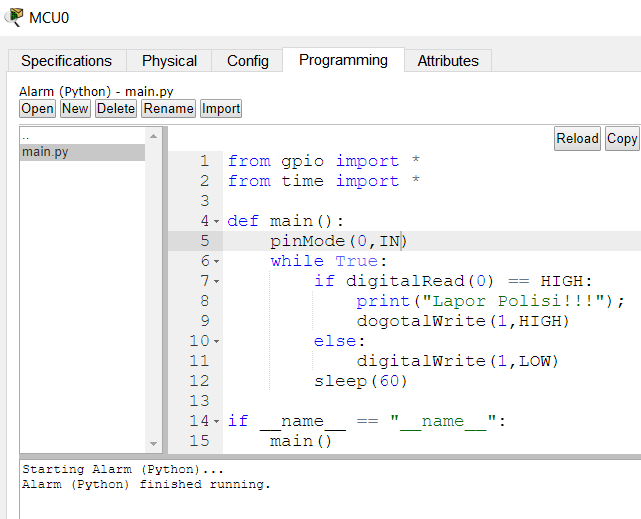 MCU0
Specifications Physical Config Programming Attributes
Alarm (Python) - main.py
Open New Delete Rename Import
..
main.py
Reload Copy
1 from gpio import *
2 from time import *
3
4 def main():
5 pinMode(0,IN)
6 while True:
7 if digitalRead(0) == HIGH:
8 print("Lapor Polisi!!!");
9 dogotalWrite(1,HIGH)
10 else:
11 digitalWrite(1,LOW)
12 sleep(60)
13
14 if __name__ == "__name__":
15 main()
Starting Alarm (Python)...
Alarm (Python) finished running.